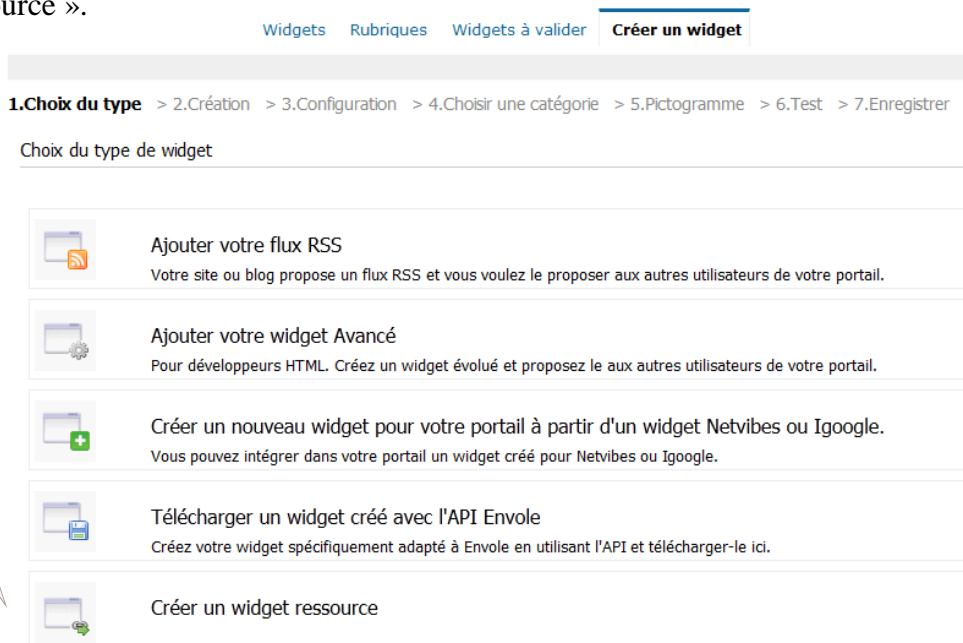 ource ».
Widgets Rubriques Widgets à valider Créer un widget
1.Choix du type > 2.Création > 3.Configuration > 4.Choisir une catégorie > 5.Pictogramme > 6.Test > 7.Enregistrer
Choix du type de widget
Ajouter votre flux RSS
Votre site ou blog propose un flux RSS et vous voulez le proposer aux autres utilisateurs de votre portail.
Ajouter votre widget Avancé
Pour développeurs HTML. Créez un widget évolué et proposez le aux autres utilisateurs de votre portail.
Créer un nouveau widget pour votre portail à partir d'un widget Netvibes ou Igoogle.
Vous pouvez intégrer dans votre portail un widget créé pour Netvibes ou Igoogle.
Télécharger un widget créé avec l'API Envole
Créez votre widget spécifiquement adapté à Envole en utilisant l'API et télécharger-le ici.
Créer un widget ressource